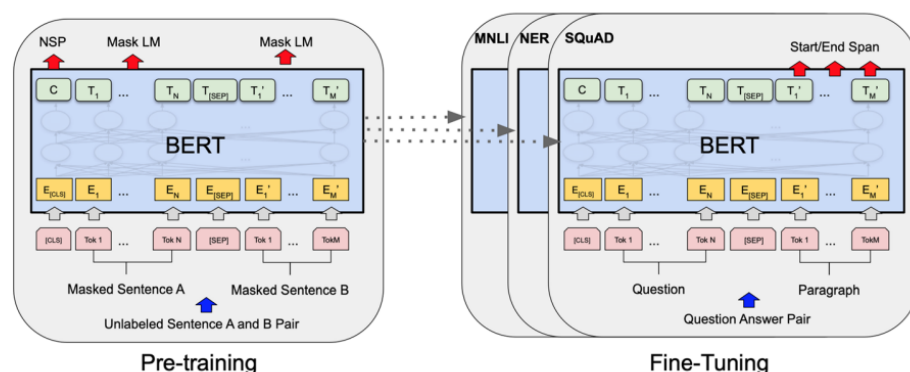 NSP Mask LM Mask LM
C T1 ... TN T[SEP] T1' ... TM'
BERT
E[CLS] E1 ... EN E[SEP] E1' ... EM'
[CLS] Tok 1 ... Tok N [SEP] Tok 1 ... TokM
Masked Sentence A Masked Sentence B
Unlabeled Sentence A and B Pair
Pre-training
MNLI NER SQuAD
Start/End Span
C T1 ... TN T[SEP] T1' ... TM'
BERT
E[CLS] E1 ... EN E[SEP] E1' ... EM'
[CLS] Tok 1 ... Tok N [SEP] Tok 1 ... TokM
Question Paragraph
Question Answer Pair
Fine-Tuning